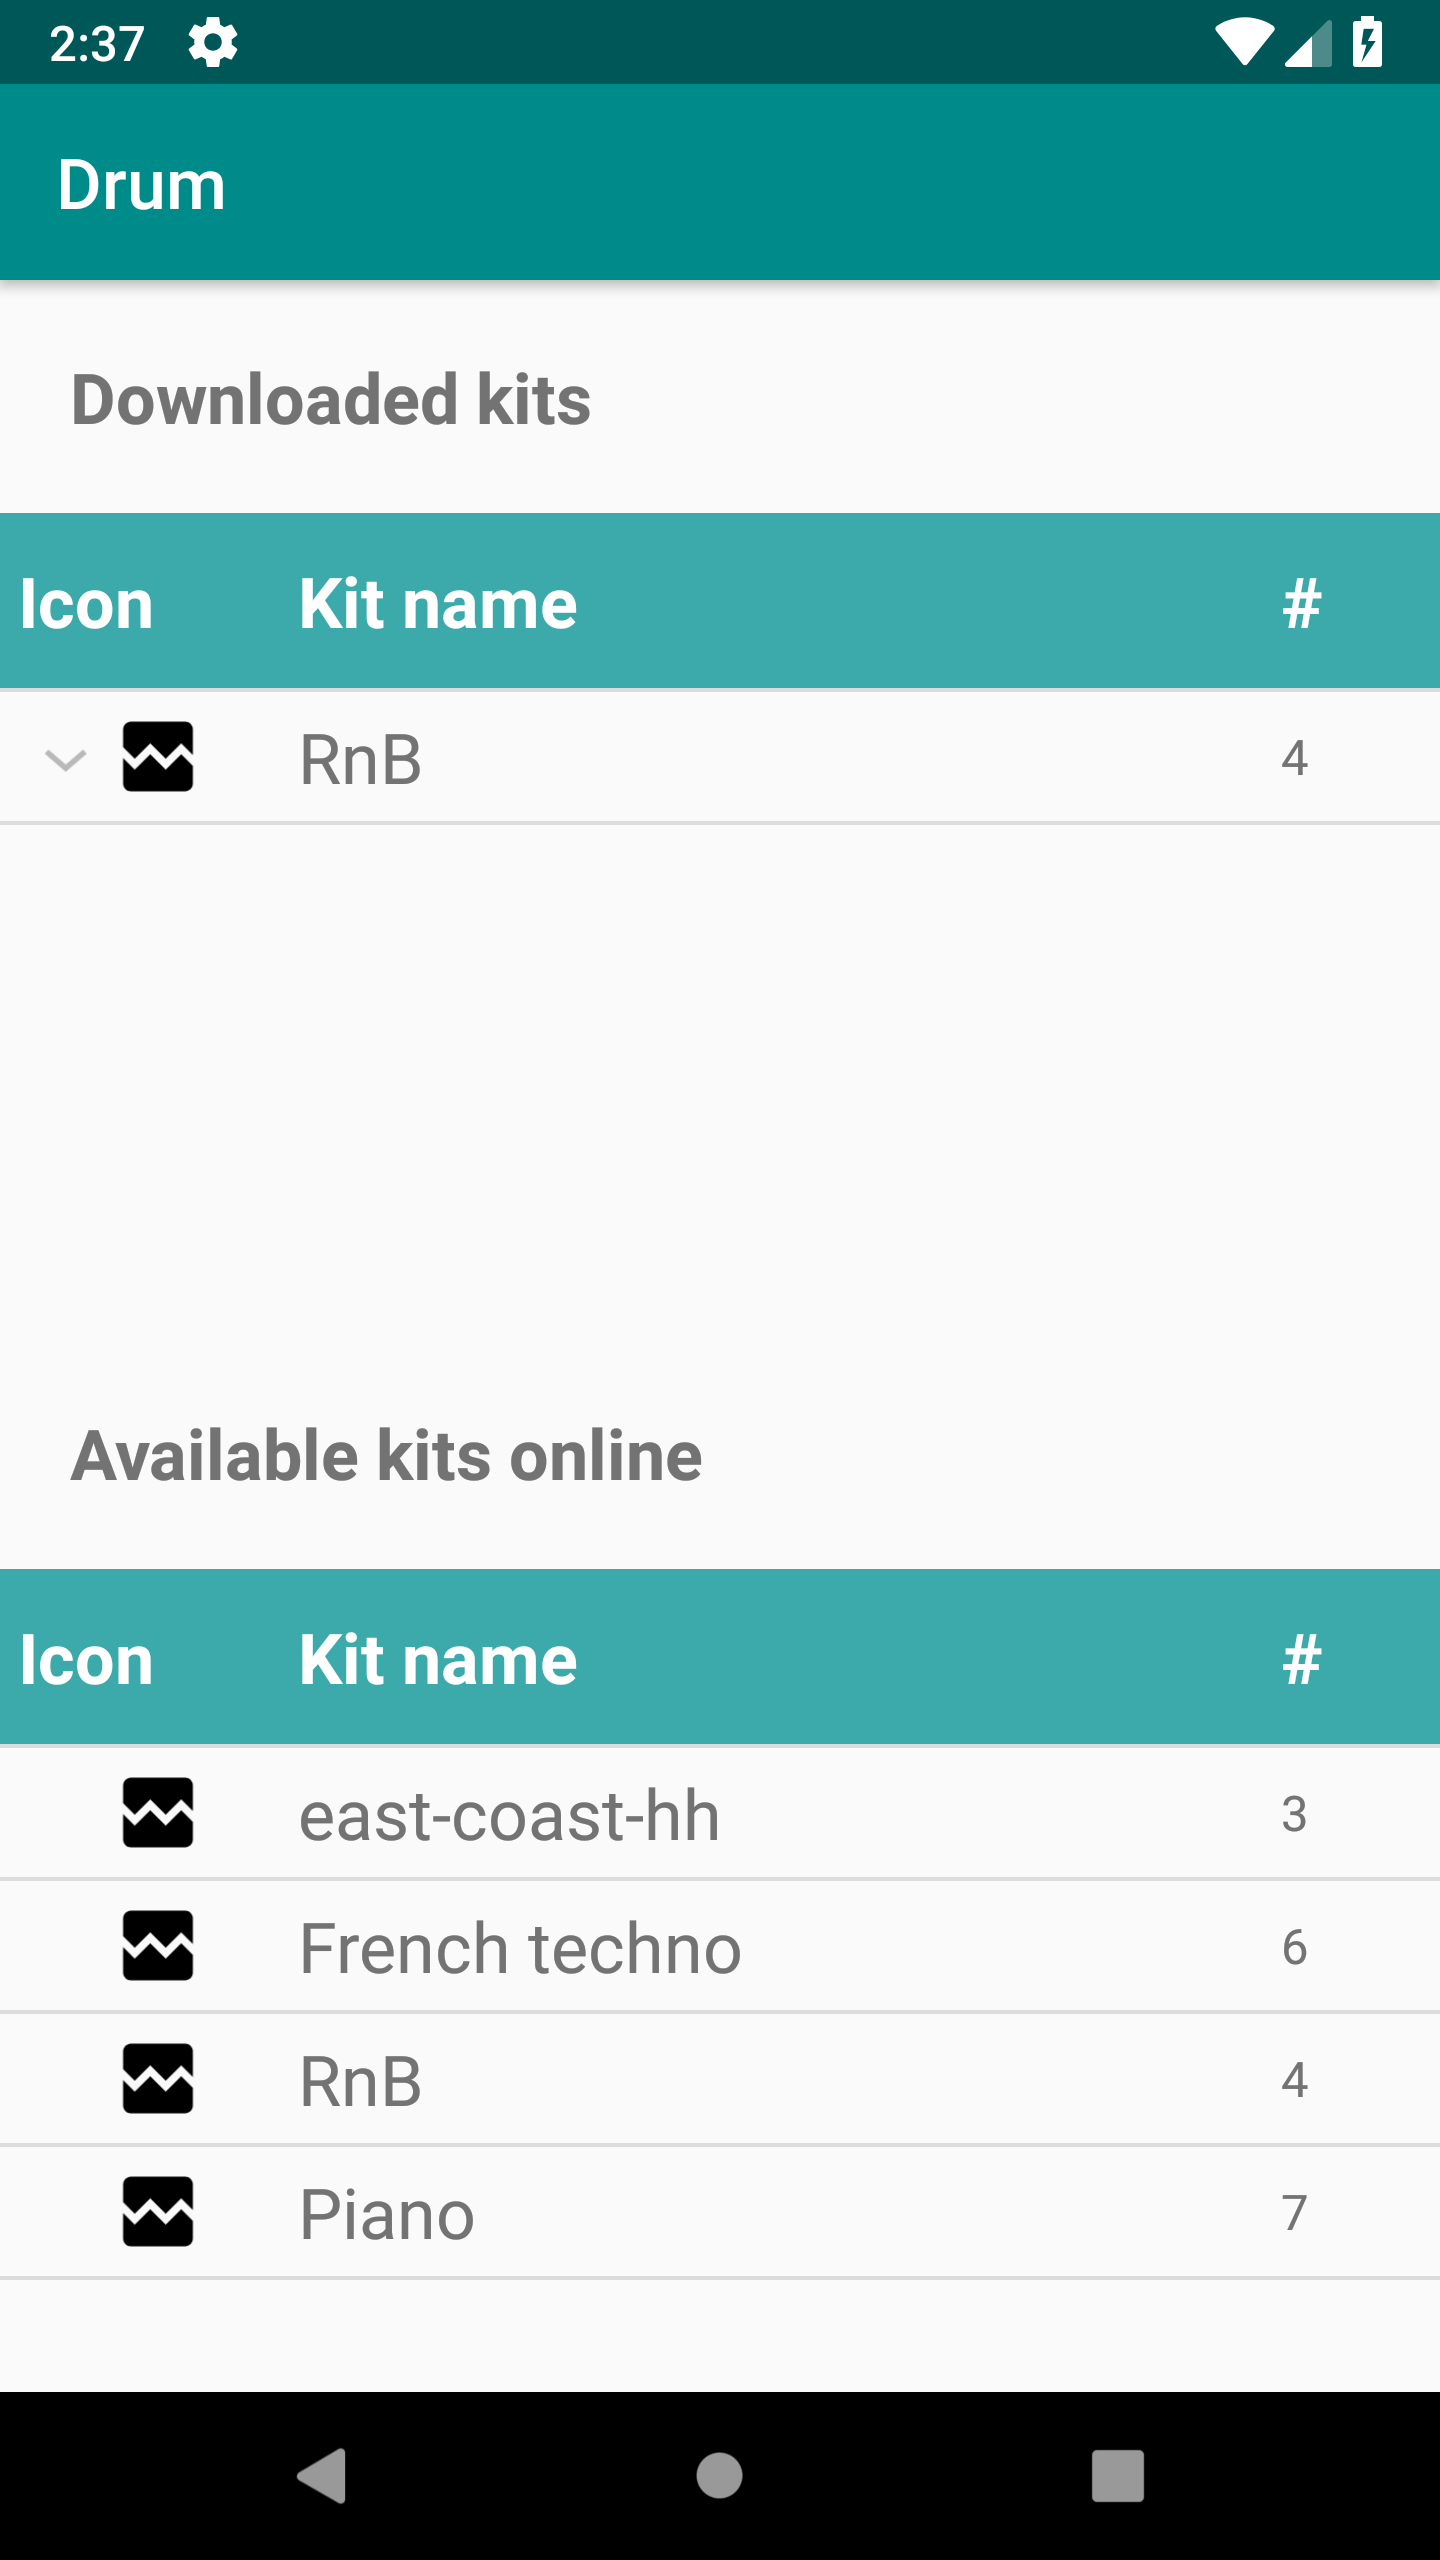 2:37
Drum
Downloaded kits
Icon Kit name #
RnB 4
Available kits online
Icon Kit name #
east-coast-hh 3
French techno 6
RnB 4
Piano 7